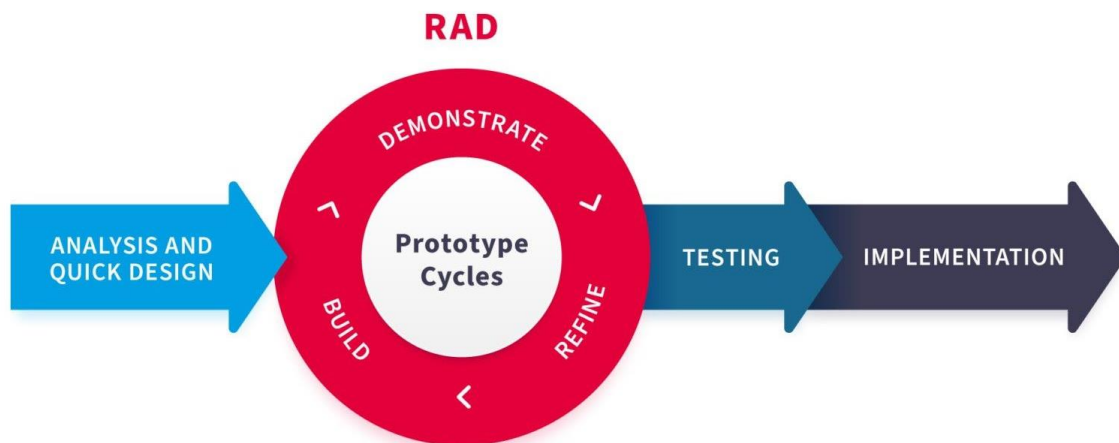 RAD
ANALYSIS AND
QUICK DESIGN
DEMONSTRATE
Prototype
Cycles
BUILD
REFINE
TESTING
IMPLEMENTATION